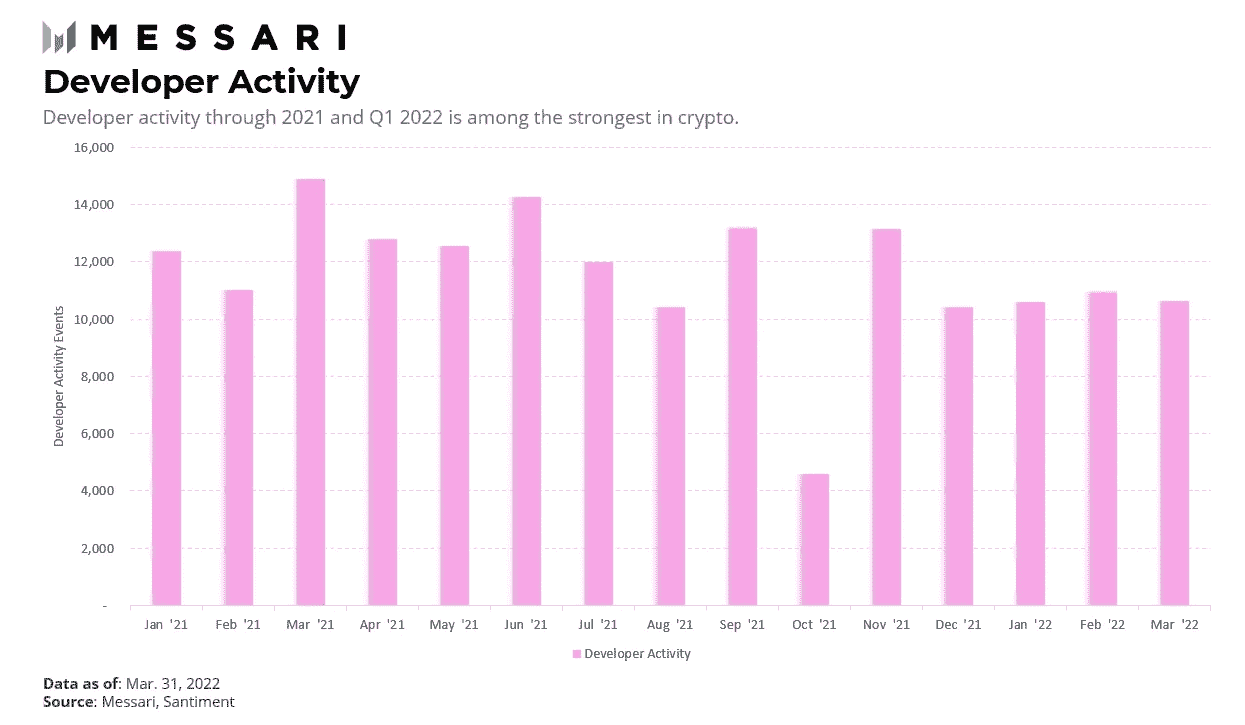 MESSARI
Developer Activity
Developer activity through 2021 and Q1 2022 is among the strongest in crypto.
16,000
14,000
12,000
10,000
8,000
6,000
4,000
2,000
-
Developer Activity Events
Jan '21 Feb '21 Mar '21 Apr '21 May '21 Jun '21 Jul '21 Aug '21 Sep '21 Oct '21 Nov '21 Dec '21 Jan '22 Feb '22 Mar '22
Developer Activity
Data as of: Mar. 31, 2022
Source: Messari, Santiment